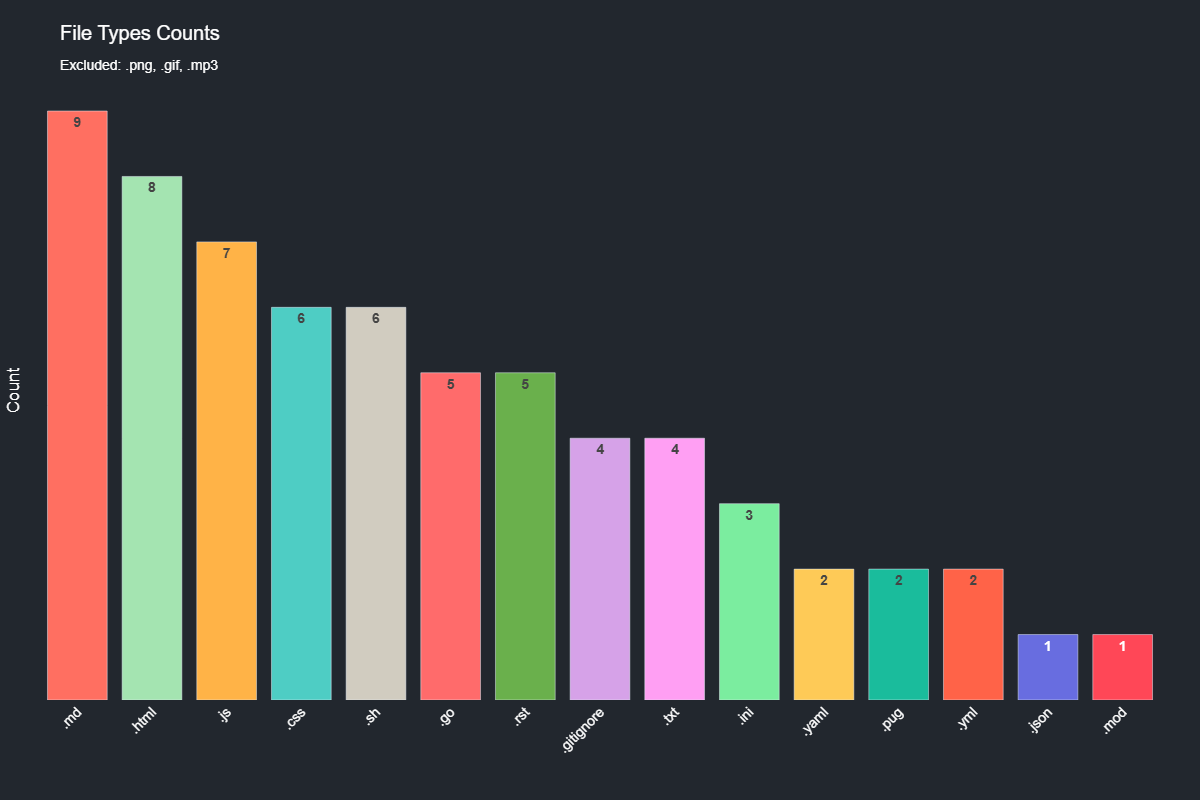 File Types Counts
Excluded: .png, .gif, .mp3
Count
9
8
7
6
6
5
5
4
4
3
2
2
2
1
1
.md
.html
.js
.css
.sh
.go
.rst
.gitignore
.txt
.ini
.yaml
.pug
.yml
.json
.mod